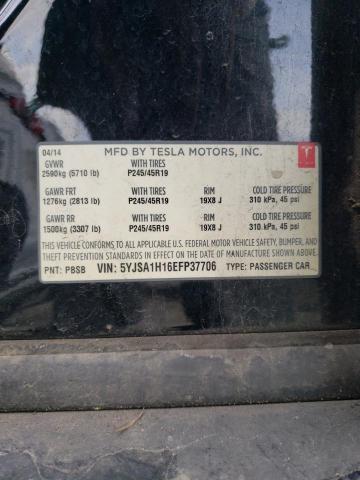 04/14 MFD BY TESLA MOTORS, INC.
GVWR WITH TIRES
2590kg (5710 lb) P245/45R19
GAWR FRT WITH TIRES RIM COLD TIRE PRESSURE
1276kg (2813 lb) P245/45R19 19X8 J 310 kPa, 45 psi
GAWR RR WITH TIRES RIM COLD TIRE PRESSURE
1500kg (3307 lb) P245/45R19 19X8 J 310 kPa, 45 psi
THIS VEHICLE CONFORMS TO ALL APPLICABLE U.S. FEDERAL MOTOR VEHICLE SAFETY, BUMPER, AND
THEFT PREVENTION STANDARDS IN EFFECT ON THE DATE OF MANUFACTURE SHOWN ABOVE.
PNT: PBSB VIN: 5YJSA1H16EFP37706 TYPE: PASSENGER CAR